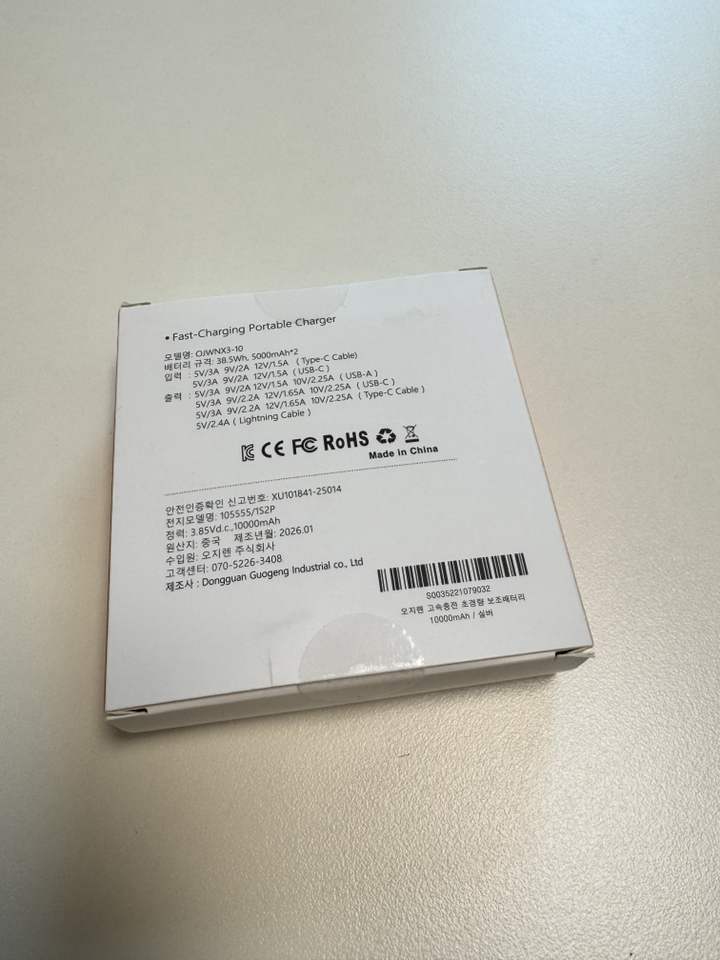 • Fast-Charging Portable Charger
모델명: OJWNX3-10
배터리 규격: 38.5Wh, 5000mAh*2
입력 : 5V/3A 9V/2A 12V/1.5A ( Type-C Cable)
5V/3A 9V/2A 12V/1.5A ( USB-C )
출력 : 5V/3A 9V/2A 12V/1.5A 10V/2.25A ( USB-A )
5V/3A 9V/2.2A 12V/1.65A 10V/2.25A ( USB-C )
5V/3A 9V/2.2A 12V/1.65A 10V/2.25A ( Type-C Cable )
5V/2.4A ( Lightning Cable )
KC CE FC RoHS
Made in China
안전인증확인 신고번호: XU101841-25014
전지모델명: 105555/1S2P
정력: 3.85Vd.c.,10000mAh
원산지: 중국 제조년월: 2026.01
수입원: 오지렌 주식회사
고객센터: 070-5226-3408
제조사 : Dongguan Guogeng Industrial co., Ltd
S0035221079032
오지렌 고속충전 초경량 보조배터리
10000mAh / 실버